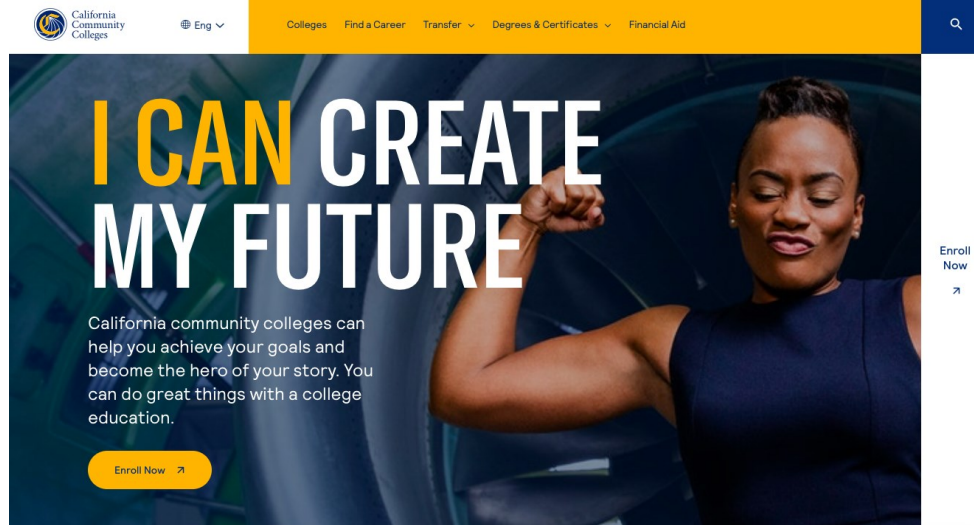 California
Community
Colleges
Eng
Colleges
Find a Career
Transfer
Degrees & Certificates
Financial Aid
I CAN CREATE
MY FUTURE
California community colleges can
help you achieve your goals and
become the hero of your story. You
can do great things with a college
education.
Enroll Now
Enroll
Now